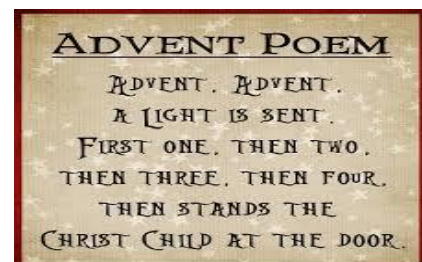 Advent Poem
Advent, Advent,
A Light is sent.
First one, then two,
then three, then four,
then stands the
Christ Child at the door.